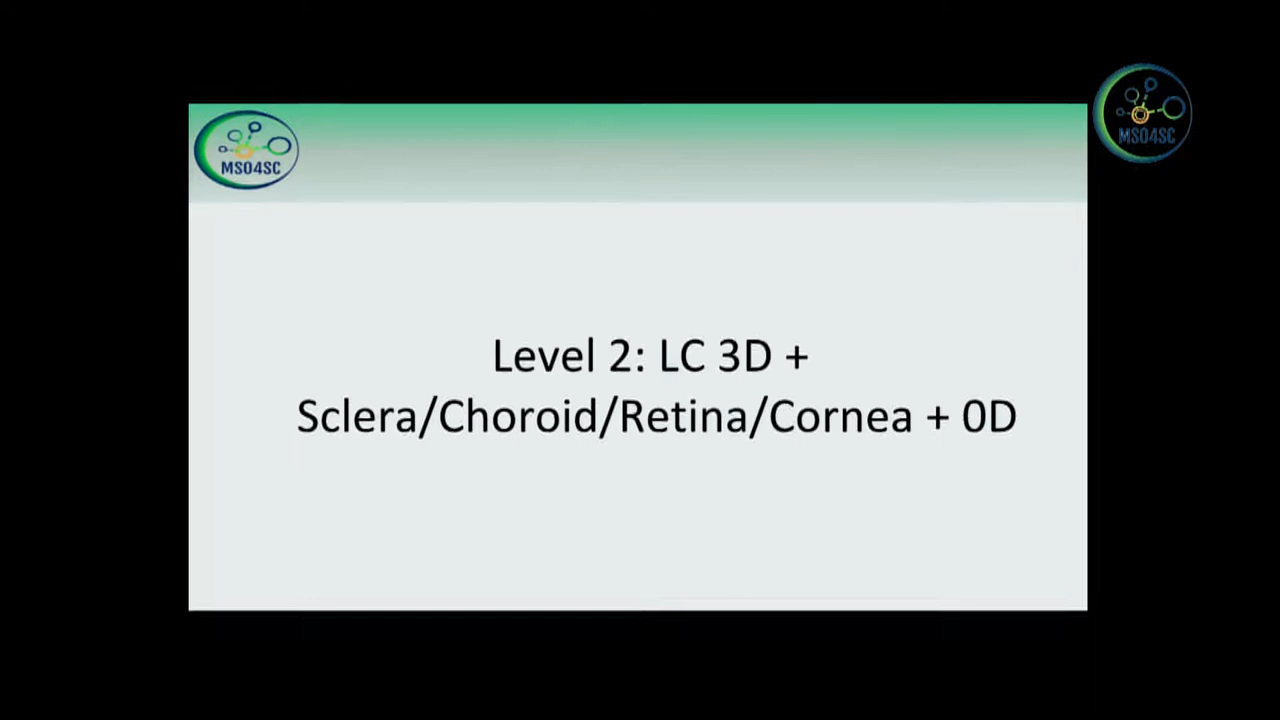 MSO4SC
MSO4SC
Level 2: LC 3D +
Sclera/Choroid/Retina/Cornea + 0D